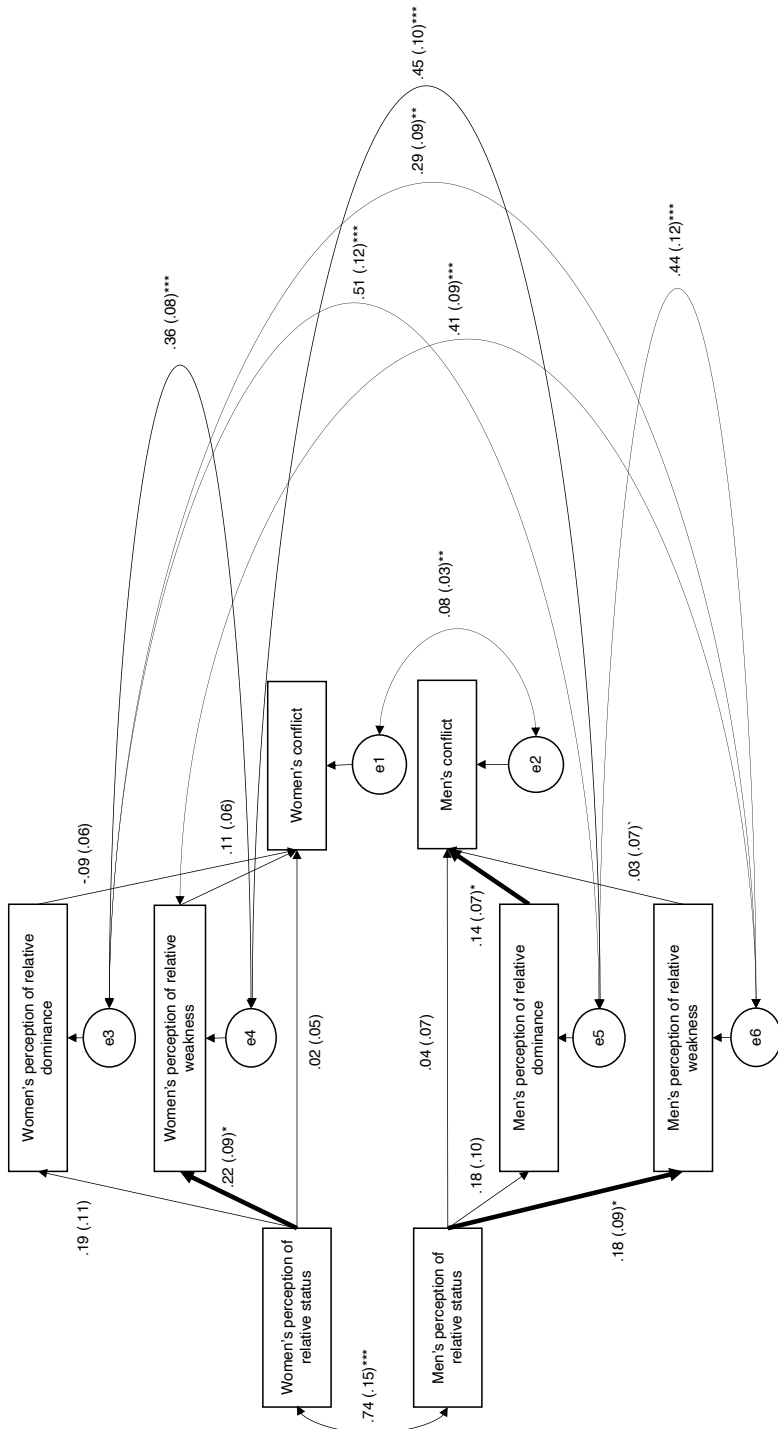 Women's perception of relative
dominance
Women's perception of relative
weakness
Women's perception of
relative status
Men's perception of
relative status
Men's perception of relative
dominance
Men's perception of relative
weakness
Women's conflict
Men's conflict
e3
e4
e1
e2
e5
e6
.19 (.11)
.22 (.09)*
.02 (.05)
-.09 (.06)
.11 (.06)
.74 (.15)***
.04 (.07)
.18 (.10)
.18 (.09)*
.14 (.07)*
.03 (.07)`
.08 (.03)**
.36 (.08)***
.45 (.10)***
.29 (.09)**
.51 (.12)***
.41 (.09)***
.44 (.12)***